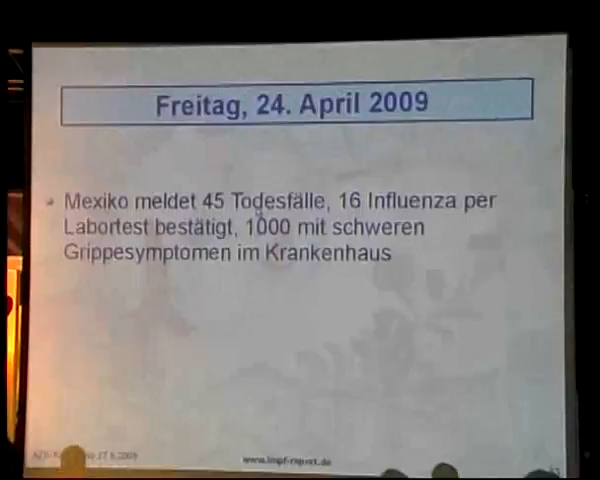 Freitag, 24. April 2009
Mexiko meldet 45 Todesfälle, 16 Influenza per
Labortest bestätigt, 1000 mit schweren
Grippesymptomen im Krankenhaus
www.impf-report.de